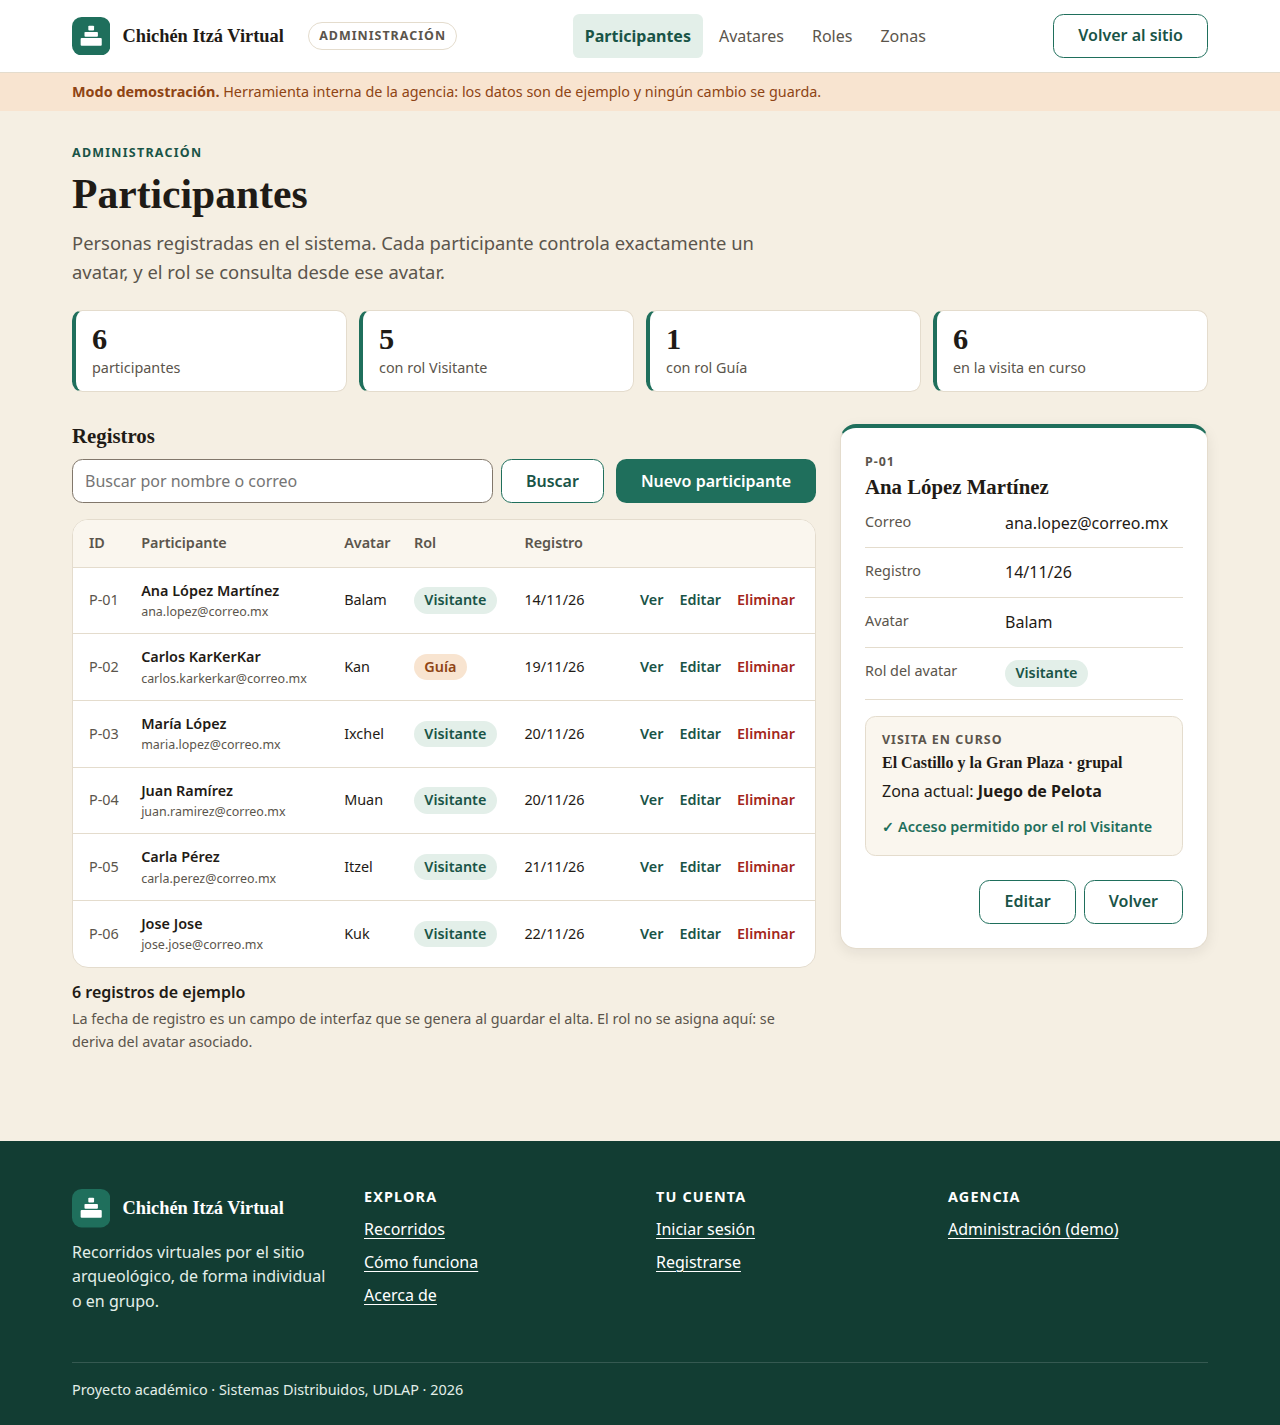 Chichén Itzá Virtual
ADMINISTRACIÓN
Participantes
Avatares
Roles
Zonas
Volver al sitio
Modo demostración. Herramienta interna de la agencia: los datos son de ejemplo y ningún cambio se guarda.
ADMINISTRACIÓN
Participantes
Personas registradas en el sistema. Cada participante controla exactamente un
avatar, y el rol se consulta desde ese avatar.
6
participantes
5
con rol Visitante
1
con rol Guía
6
en la visita en curso
Registros
Buscar por nombre o correo
Buscar
Nuevo participante
ID Participante Avatar Rol Registro
P-01 Ana López Martínez Balam Visitante 14/11/26 Ver Editar Eliminar
ana.lopez@correo.mx
P-02 Carlos KarKerKar Kan Guía 19/11/26 Ver Editar Eliminar
carlos.karkerkar@correo.mx
P-03 María López Ixchel Visitante 20/11/26 Ver Editar Eliminar
maria.lopez@correo.mx
P-04 Juan Ramírez Muan Visitante 20/11/26 Ver Editar Eliminar
juan.ramirez@correo.mx
P-05 Carla Pérez Itzel Visitante 21/11/26 Ver Editar Eliminar
carla.perez@correo.mx
P-06 Jose Jose Kuk Visitante 22/11/26 Ver Editar Eliminar
jose.jose@correo.mx
6 registros de ejemplo
La fecha de registro es un campo de interfaz que se genera al guardar el alta. El rol no se asigna aquí: se
deriva del avatar asociado.
P-01
Ana López Martínez
Correo ana.lopez@correo.mx
Registro 14/11/26
Avatar Balam
Rol del avatar Visitante
VISITA EN CURSO
El Castillo y la Gran Plaza · grupal
Zona actual: Juego de Pelota
✓ Acceso permitido por el rol Visitante
Editar
Volver
Chichén Itzá Virtual
Recorridos virtuales por el sitio
arqueológico, de forma individual
o en grupo.
EXPLORA
Recorridos
Cómo funciona
Acerca de
TU CUENTA
Iniciar sesión
Registrarse
AGENCIA
Administración (demo)
Proyecto académico · Sistemas Distribuidos, UDLAP · 2026